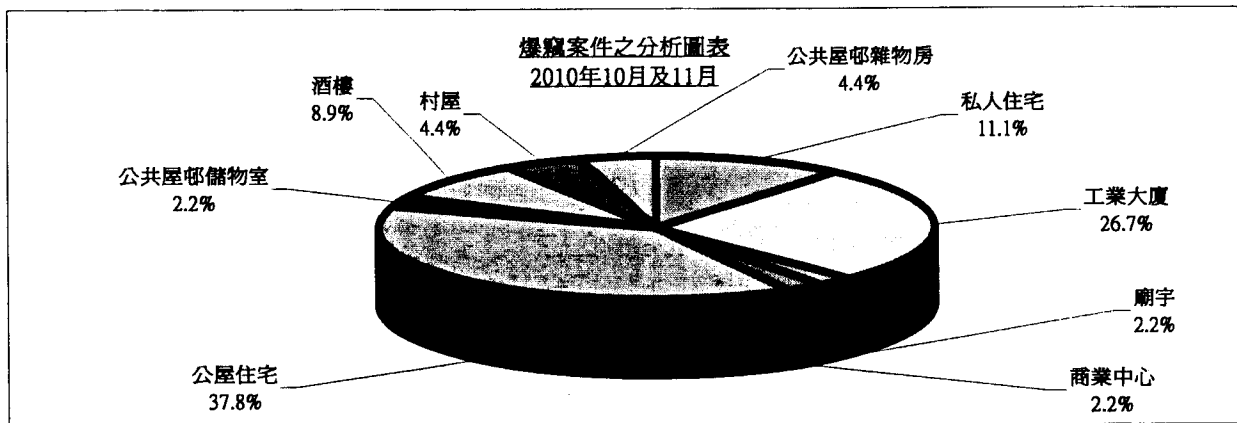 爆竊案件之分析圖表
2010年10月及11月
公共屋邨雜物房
4.4%
私人住宅
11.1%
工業大廈
26.7%
廟宇
2.2%
商業中心
2.2%
公屋住宅
37.8%
公共屋邨儲物室
2.2%
酒樓
8.9%
村屋
4.4%